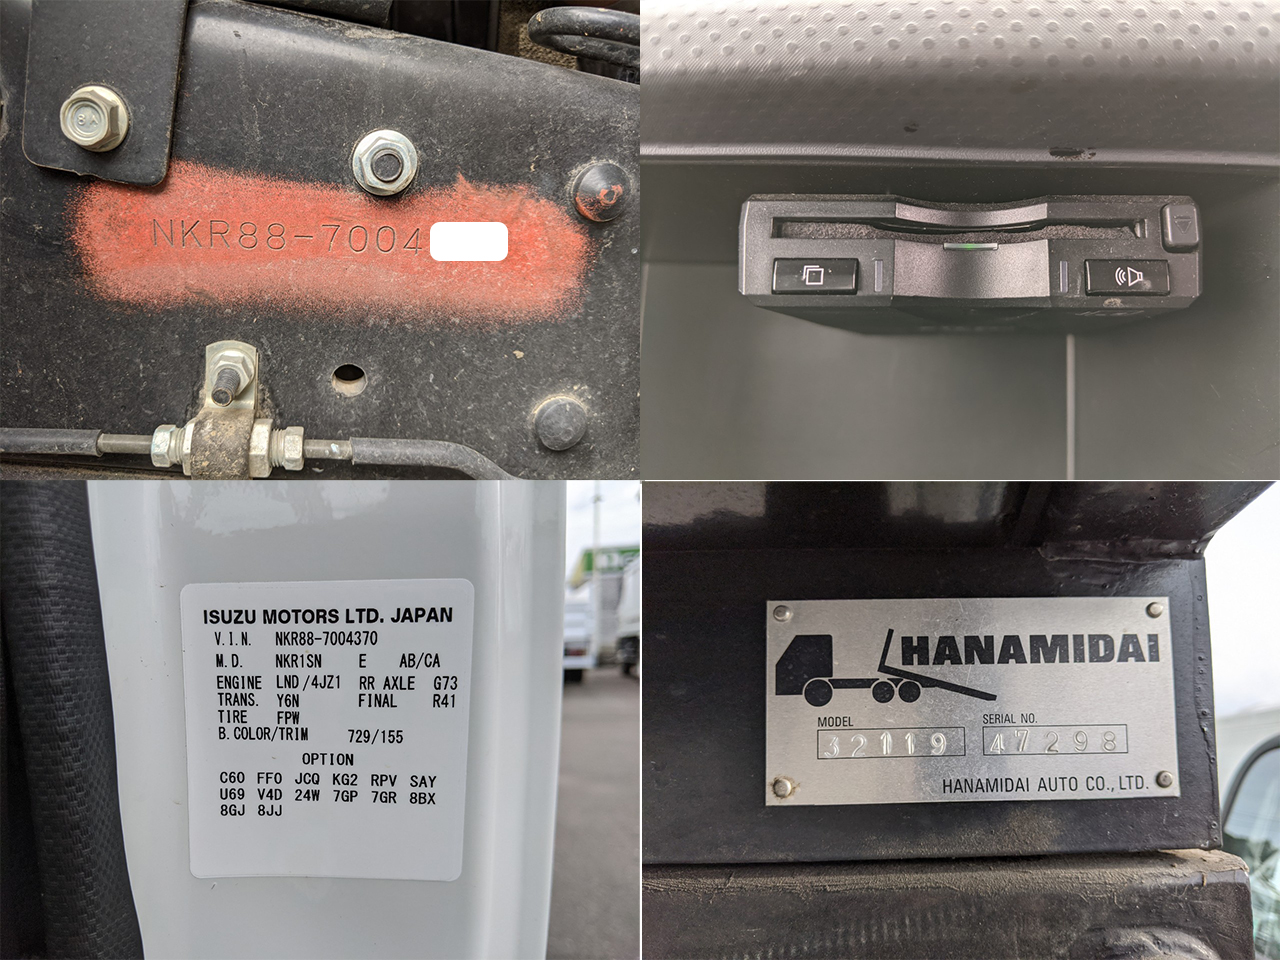 8
NKR88-7004
ISUZU MOTORS LTD. JAPAN
V.I.N. NKR88-7004370
M.D. NKR1SN E AB/CA
ENGINE LND/4JZ1 RR AXLE G73
TRANS. Y6N FINAL R41
TIRE FPW
B.COLOR/TRIM 729/155
OPTION
C60 FF0 JCQ KG2 RPV SAY
U69 V4D 24W 7GP 7GR 8BX
8GJ 8JJ
HANAMIDAI
MODEL SERIAL NO.
32119 47298
HANAMIDAI AUTO CO., LTD.